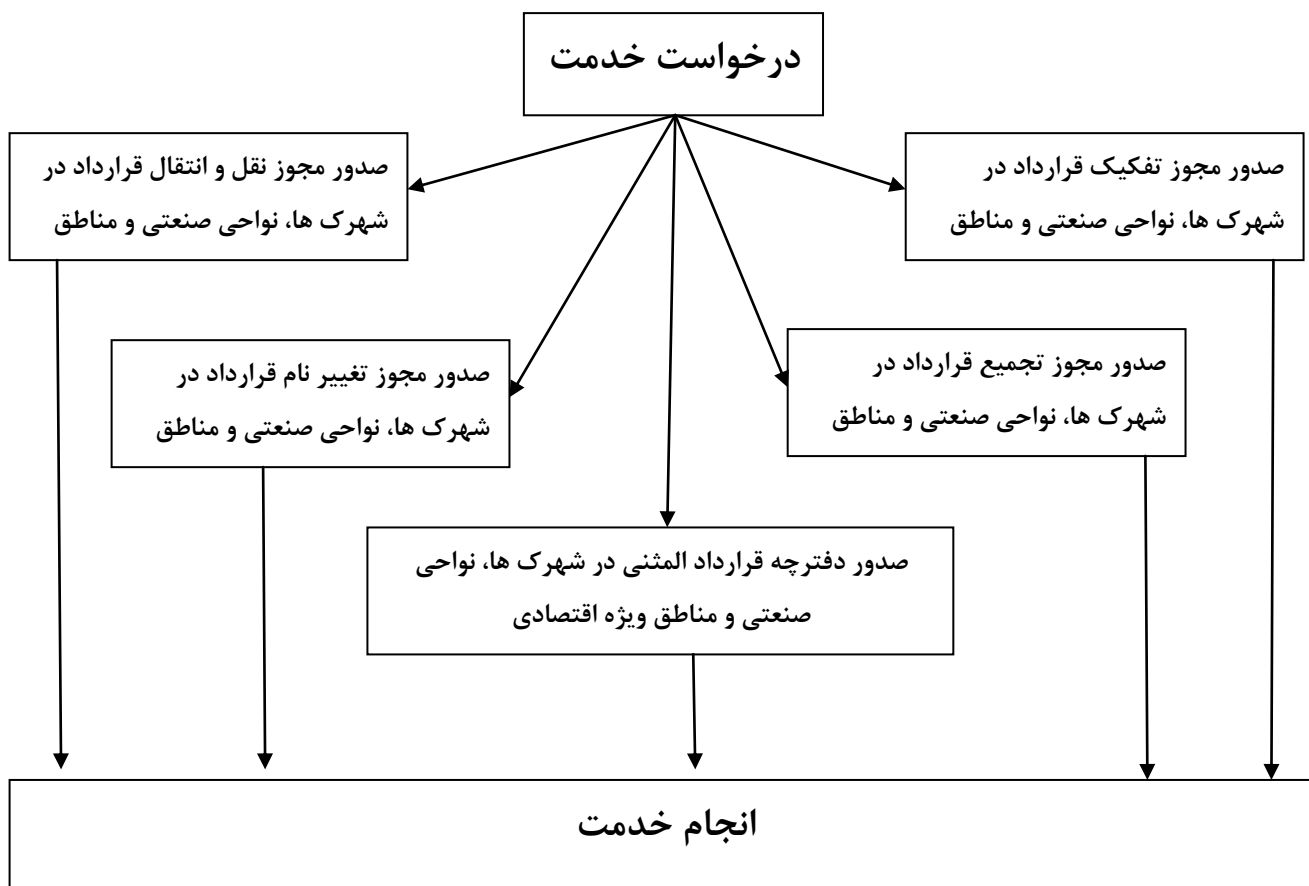 درخواست خدمت
صدور مجوز تفکیک قرارداد در
شهرک ها، نواحی صنعتی و مناطق
صدور مجوز نقل و انتقال قرارداد در
شهرک ها، نواحی صنعتی و مناطق
صدور مجوز تجمیع قرارداد در
شهرک ها، نواحی صنعتی و مناطق
صدور مجوز تغییر نام قرارداد در
شهرک ها، نواحی صنعتی و مناطق
صدور دفترچه قرارداد المثنی در شهرک ها، نواحی
صنعتی و مناطق ویژه اقتصادی
انجام خدمت